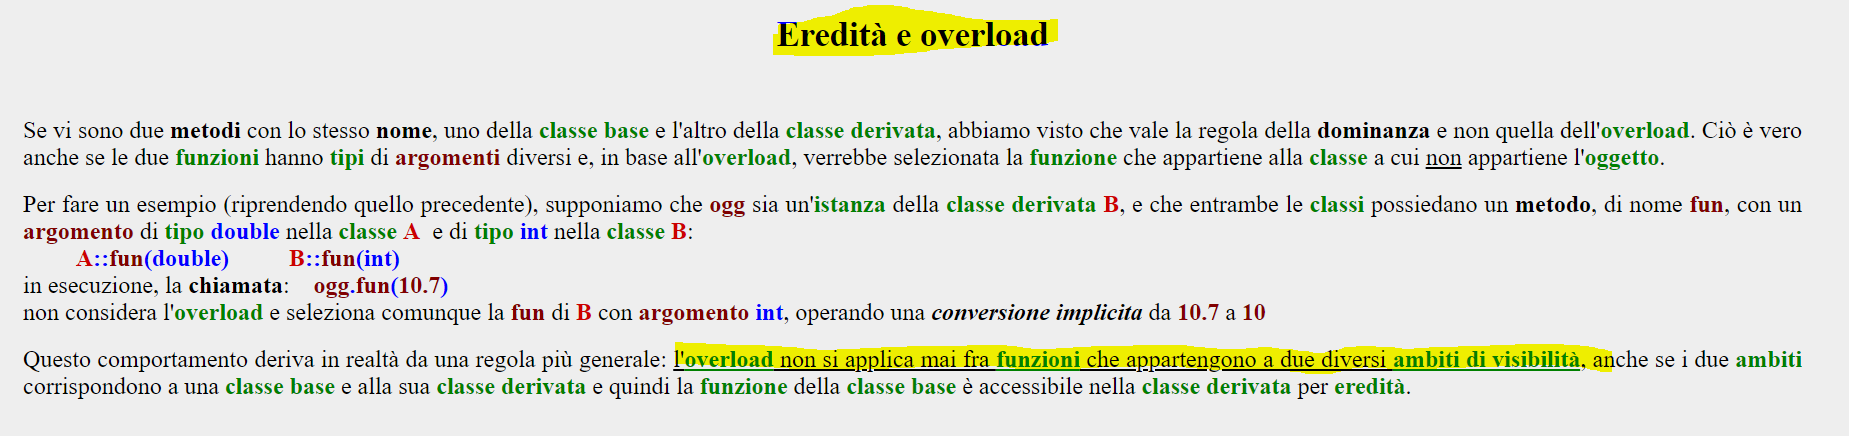 Eredità e overload
Se vi sono due metodi con lo stesso nome, uno della classe base e l'altro della classe derivata, abbiamo visto che vale la regola della dominanza e non quella dell'overload. Ciò è vero
anche se le due funzioni hanno tipi di argomenti diversi e, in base all'overload, verrebbe selezionata la funzione che appartiene alla classe a cui non appartiene l'oggetto.
Per fare un esempio (riprendendo quello precedente), supponiamo che ogg sia un'istanza della classe derivata B, e che entrambe le classi possiedano un metodo, di nome fun, con un
argomento di tipo double nella classe A e di tipo int nella classe B:
A::fun(double) B::fun(int)
in esecuzione, la chiamata: ogg.fun(10.7)
non considera l'overload e seleziona comunque la fun di B con argomento int, operando una conversione implicita da 10.7 a 10
Questo comportamento deriva in realtà da una regola più generale: l'overload non si applica mai fra funzioni che appartengono a due diversi ambiti di visibilità, anche se i due ambiti
corrispondono a una classe base e alla sua classe derivata e quindi la funzione della classe base è accessibile nella classe derivata per eredità.